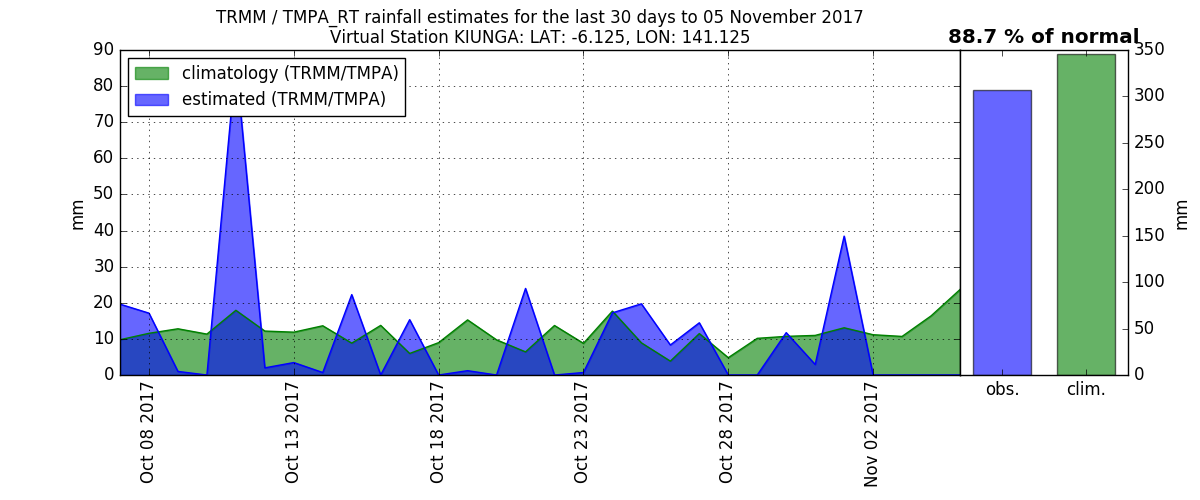 TRMM / TMPA_RT rainfall estimates for the last 30 days to 05 November 2017
Virtual Station KIUNGA: LAT: -6.125, LON: 141.125
88.7 % of normal
climatology (TRMM/TMPA)
estimated (TRMM/TMPA)
90
80
70
60
50
40
30
20
10
0
mm
Oct 08 2017
Oct 13 2017
Oct 18 2017
Oct 23 2017
Oct 28 2017
Nov 02 2017
350
300
250
200
150
100
50
0
mm
obs.
clim.